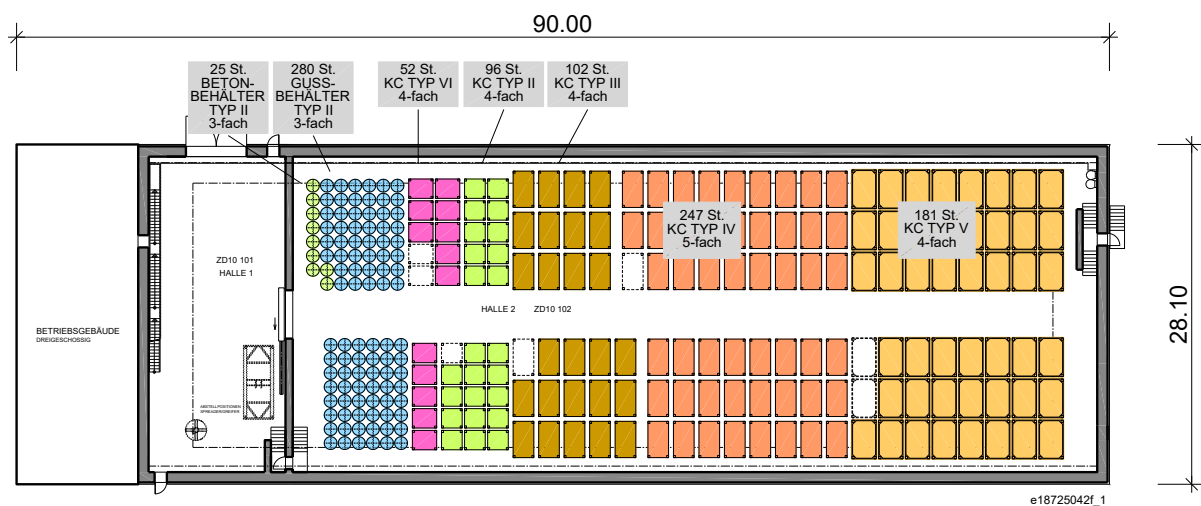 90.00
25 St.
BETON-
BEHÄLTER
TYP II
3-fach
280 St.
GUSS-
BEHÄLTER
TYP II
3-fach
52 St.
KC TYP VI
4-fach
96 St.
KC TYP II
4-fach
102 St.
KC TYP III
4-fach
247 St.
KC TYP IV
5-fach
181 St.
KC TYP V
4-fach
ZD10 101
HALLE 1
HALLE 2 ZD10 102
BETRIEBSGEBÄUDE
DREIGESCHOSSIG
ABSTELLPOSITIONEN
SPREADER/GREIFER
28.10
e18725042f_1